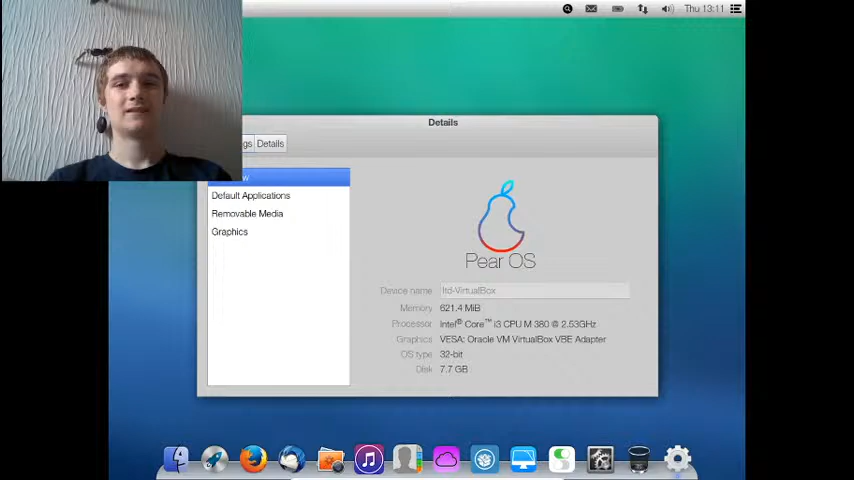 Thu 13:11
Details
gs Details
w
Default Applications
Removable Media
Graphics
Pear OS
Device name ltd-VirtualBox
Memory 621.4 MiB
Processor Intel® Core™ i3 CPU M 380 @ 2.53GHz
Graphics VESA: Oracle VM VirtualBox VBE Adapter
OS type 32-bit
Disk 7.7 GB